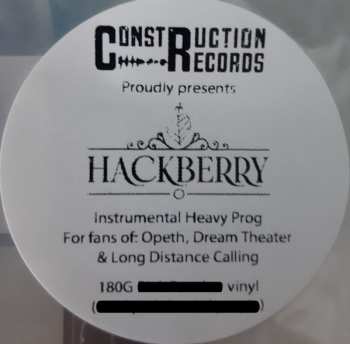 CONSTRUCTION
RECORDS
Proudly presents
HACKBERRY
Instrumental Heavy Prog
For fans of: Opeth, Dream Theater
& Long Distance Calling
180G vinyl
( )